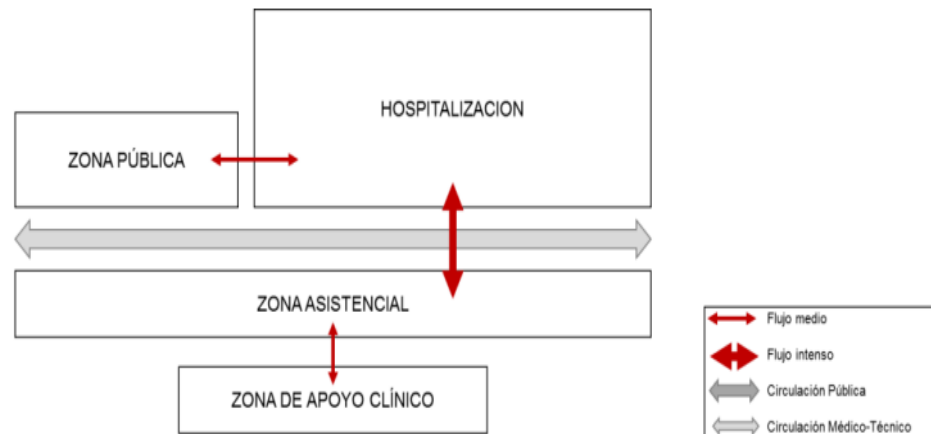 HOSPITALIZACION
ZONA PÚBLICA
ZONA ASISTENCIAL
ZONA DE APOYO CLÍNICO
Flujo medio
Flujo intenso
Circulación Pública
Circulación Médico-Técnico